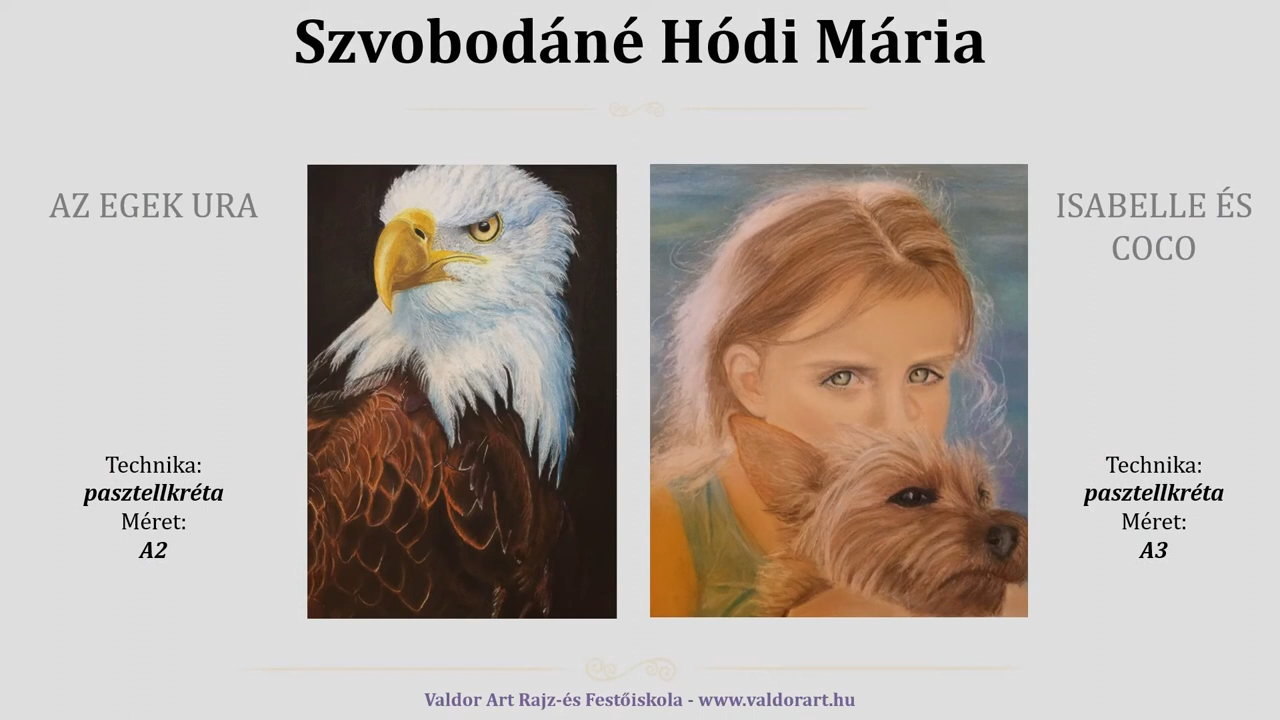 Szvobodáné Hódi Mária
AZ EGEK URA
Technika:
pasztellkréta
Méret:
A2
ISABELLE ÉS
COCO
Technika:
pasztellkréta
Méret:
A3
Valdor Art Rajz-és Festőiskola - www.valdorart.hu